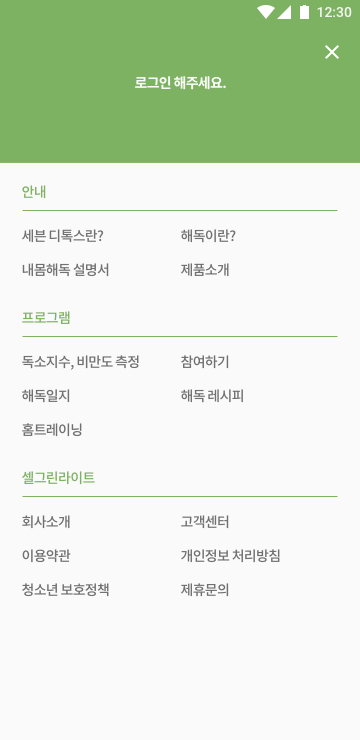 12:30
로그인 해주세요.
안내
세븐 디톡스란? 해독이란?
내몸해독 설명서 제품소개
프로그램
독소지수, 비만도 측정 참여하기
해독일지 해독 레시피
홈트레이닝
셀그린라이트
회사소개 고객센터
이용약관 개인정보 처리방침
청소년 보호정책 제휴문의